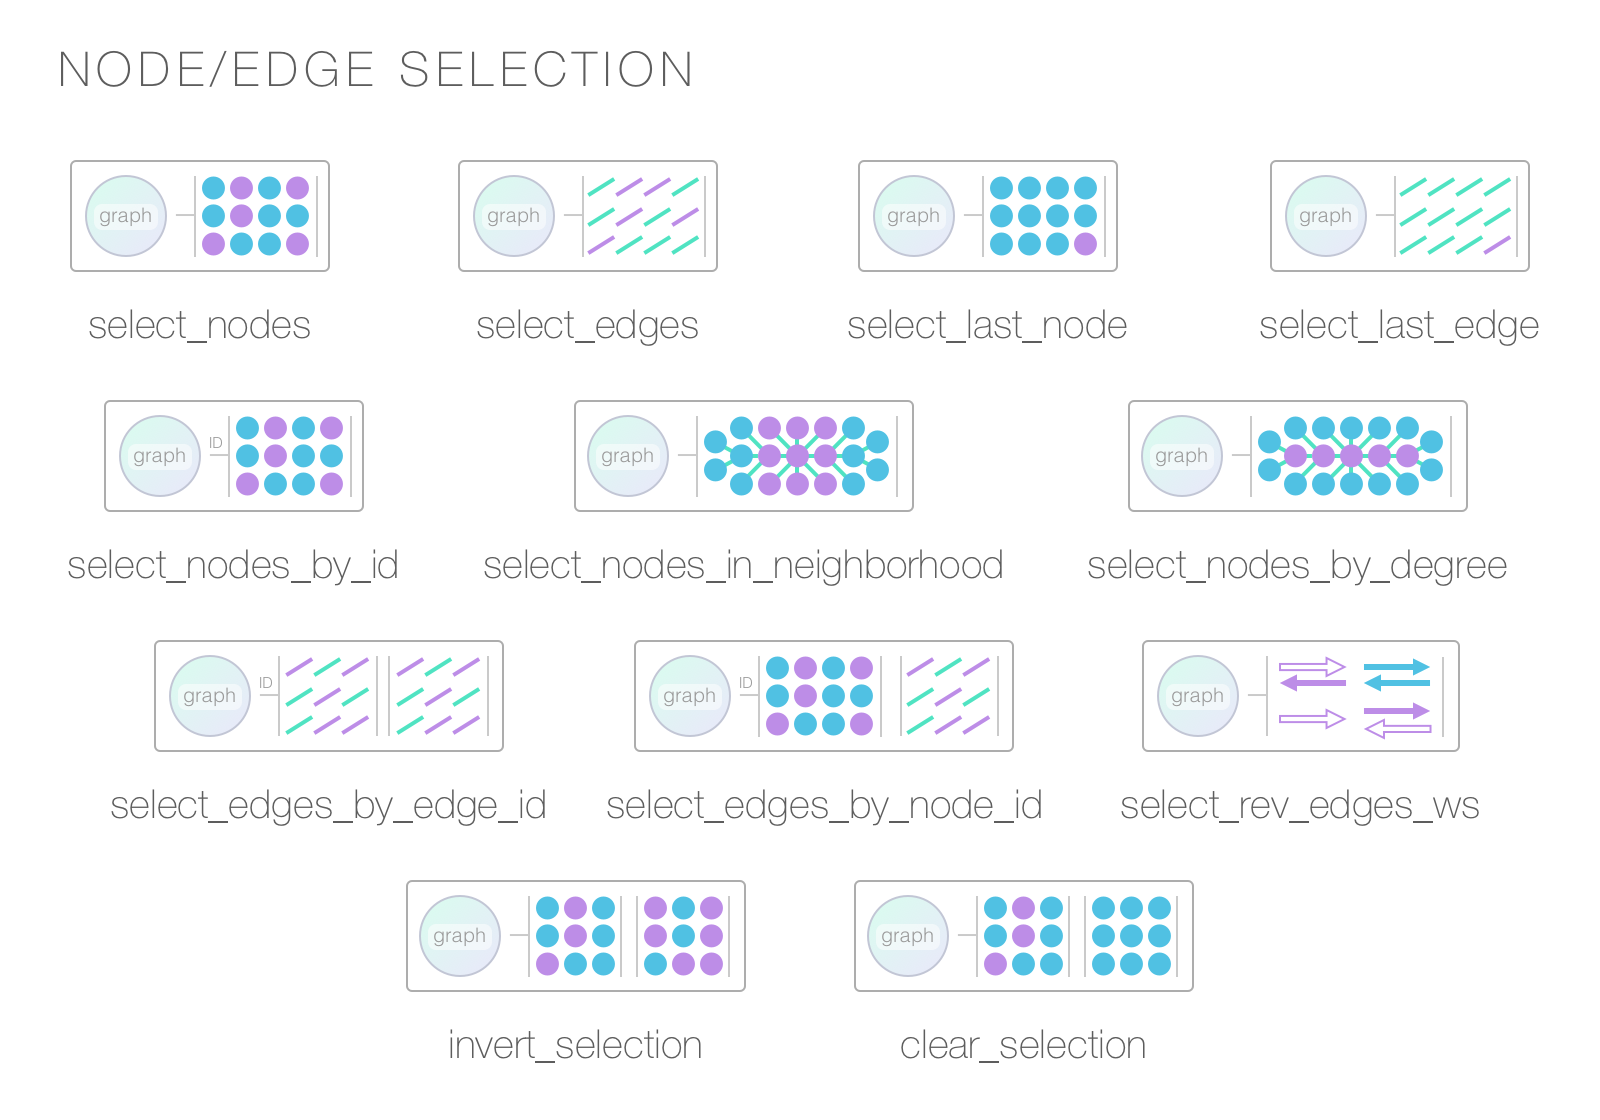 NODE/EDGE SELECTION
graph
graph
graph
graph
select_nodes
select_edges
select_last_node
select_last_edge
graph
ID
graph
graph
select_nodes_by_id
select_nodes_in_neighborhood
select_nodes_by_degree
graph
ID
graph
ID
graph
select_edges_by_edge_id
select_edges_by_node_id
select_rev_edges_ws
graph
graph
invert_selection
clear_selection